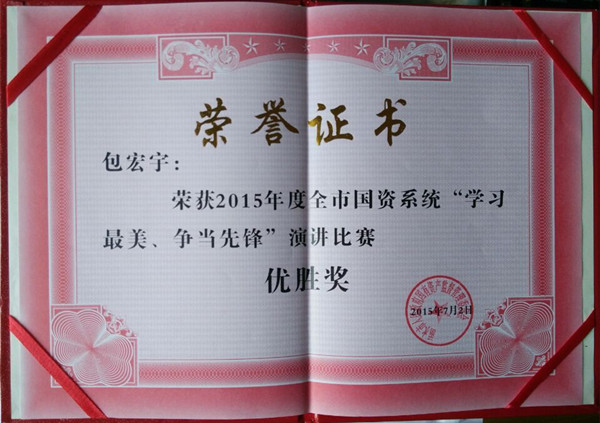 荣誉证书
包宏宇：
荣获2015年度全市国资系统“学习
最美、争当先锋”演讲比赛
优胜奖
2015年7月2日